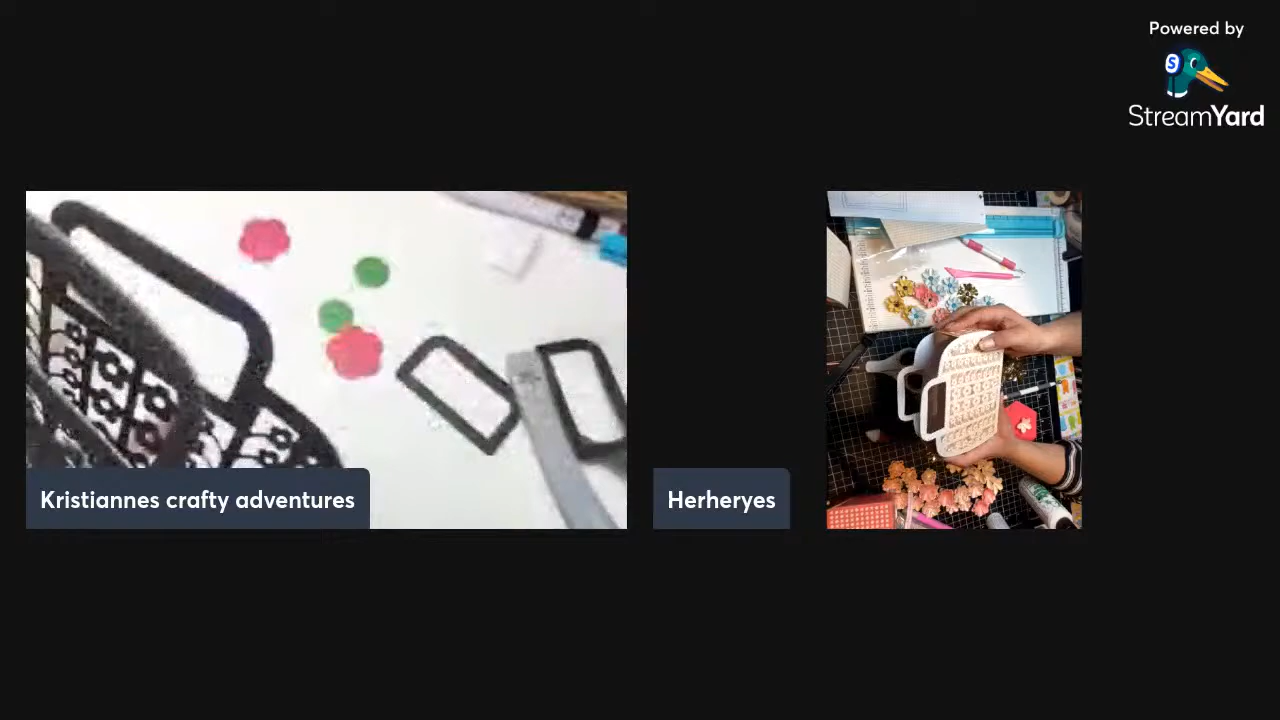 Powered by
S
StreamYard
Kristiannes crafty adventures
Herheryes